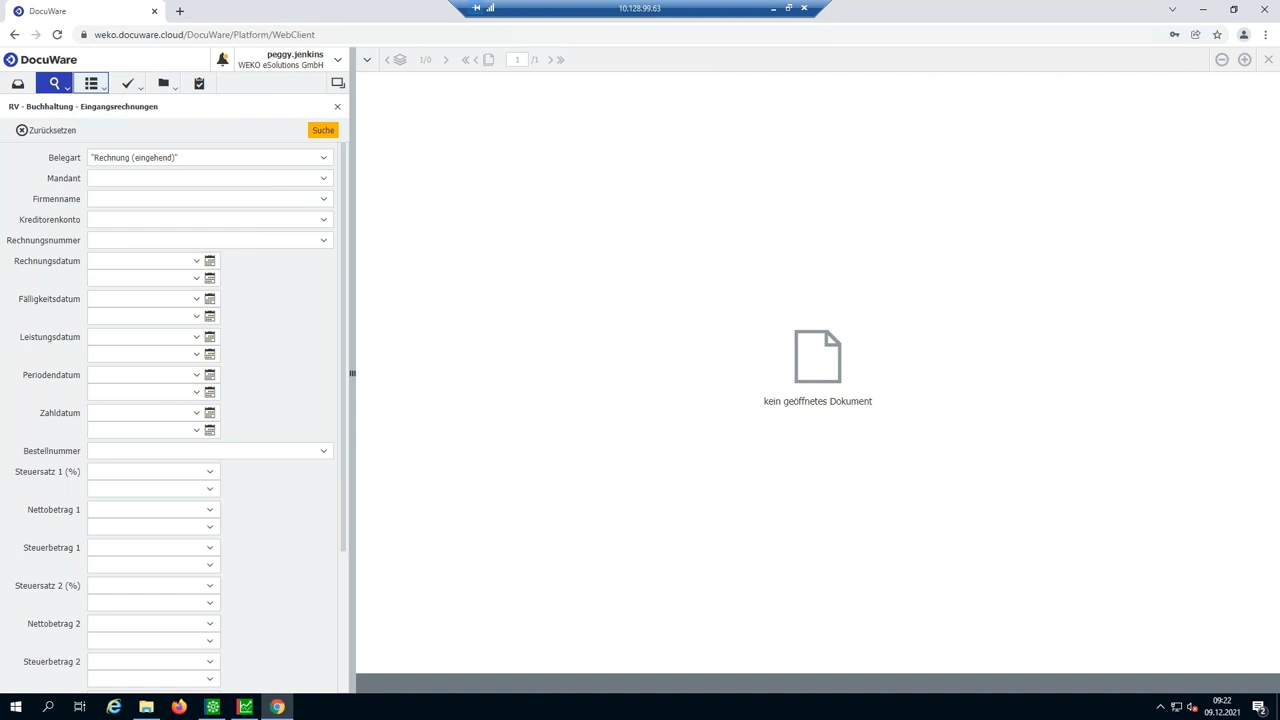 DocuWare
10.128.99.63
weko.docuware.cloud/DocuWare/Platform/WebClient
DocuWare
peggy.jenkins
WEKO eSolutions GmbH
1/0
1
/1
RV - Buchhaltung - Eingangsrechnungen
Zurücksetzen
Suche
Belegart
"Rechnung (eingehend)"
Mandant
Firmenname
Kreditorenkonto
Rechnungsnummer
Rechnungsdatum
Fälligkeitsdatum
Leistungsdatum
Periodendatum
Zahldatum
Bestellnummer
Steuersatz 1 (%)
Nettobetrag 1
Steuerbetrag 1
Steuersatz 2 (%)
Nettobetrag 2
Steuerbetrag 2
kein geöffnetes Dokument
09:22
09.12.2021
2